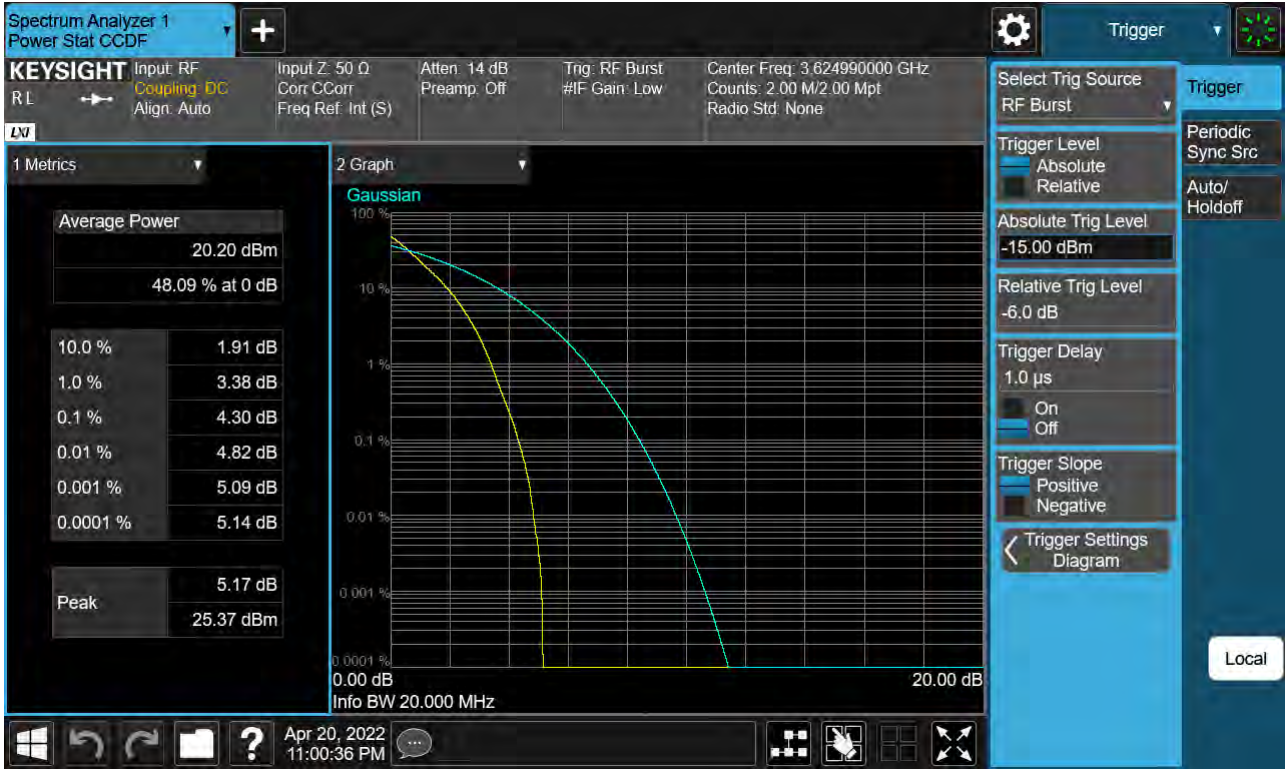 Spectrum Analyzer 1
Power Stat CCDF
+
Trigger
KEYSIGHT
R L
LXI
Input: RF
Coupling: DC
Align: Auto
Input Z: 50 Ω
Corr CCorr
Freq Ref: Int (S)
Atten: 14 dB
Preamp: Off
Trig: RF Burst
#IF Gain: Low
Center Freq: 3.624990000 GHz
Counts: 2.00 M/2.00 Mpt
Radio Std: None
1 Metrics
Average Power
20.20 dBm
48.09 % at 0 dB
10.0 % 1.91 dB
1.0 % 3.38 dB
0.1 % 4.30 dB
0.01 % 4.82 dB
0.001 % 5.09 dB
0.0001 % 5.14 dB
Peak
5.17 dB
25.37 dBm
2 Graph
Gaussian
100 %
10 %
1 %
0.1 %
0.01 %
0.001 %
0.0001 %
0.00 dB 20.00 dB
Info BW 20.000 MHz
Select Trig Source
RF Burst
Trigger Level
Absolute
Relative
Absolute Trig Level
-15.00 dBm
Relative Trig Level
-6.0 dB
Trigger Delay
1.0 µs
On
Off
Trigger Slope
Positive
Negative
Trigger Settings
Diagram
Trigger
Periodic
Sync Src
Auto/
Holdoff
Local
?
Apr 20, 2022
11:00:36 PM